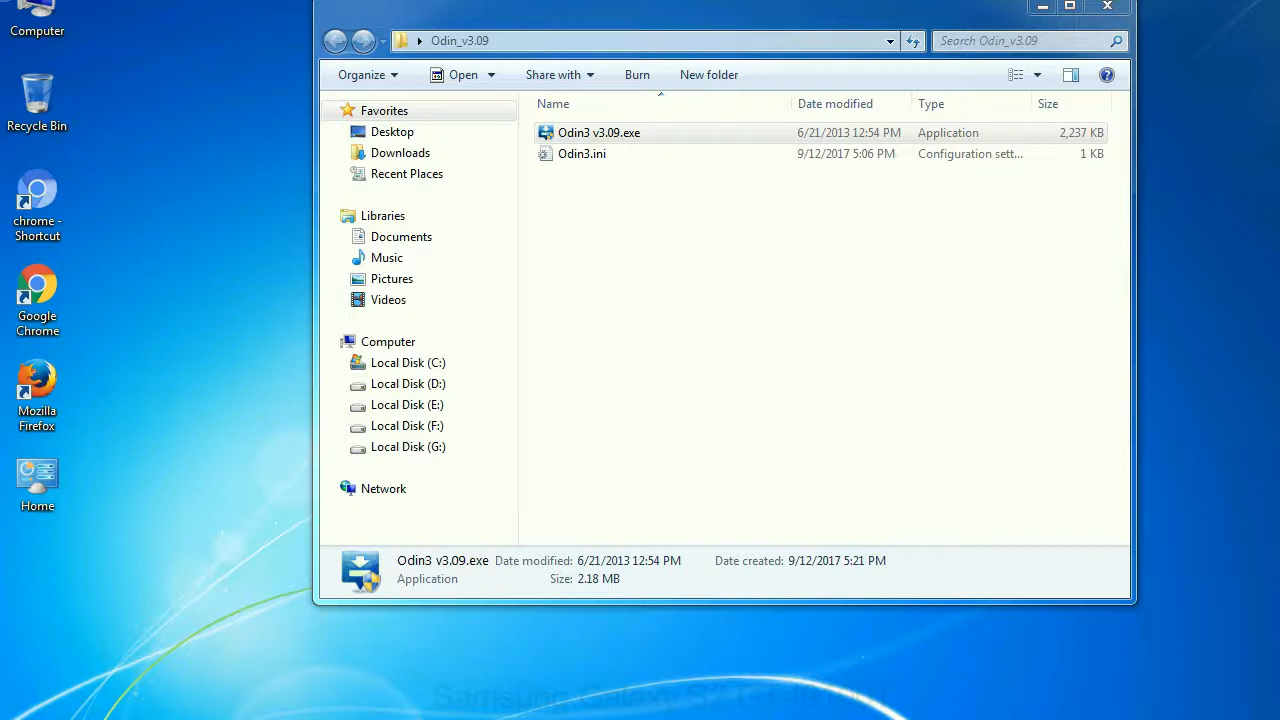 Computer
Recycle Bin
chrome -
Shortcut
Google
Chrome
Mozilla
Firefox
Home
Odin_v3.09
Search Odin_v3.09
Organize
Open
Share with
Burn
New folder
Favorites
Desktop
Downloads
Recent Places
Libraries
Documents
Music
Pictures
Videos
Computer
Local Disk (C:)
Local Disk (D:)
Local Disk (E:)
Local Disk (F:)
Local Disk (G:)
Network
Name Date modified Type Size
Odin3 v3.09.exe 6/21/2013 12:54 PM Application 2,237 KB
Odin3.ini 9/12/2017 5:06 PM Configuration sett... 1 KB
Odin3 v3.09.exe Date modified: 6/21/2013 12:54 PM Date created: 9/12/2017 5:21 PM
Application Size: 2.18 MB
Samsung Galaxy